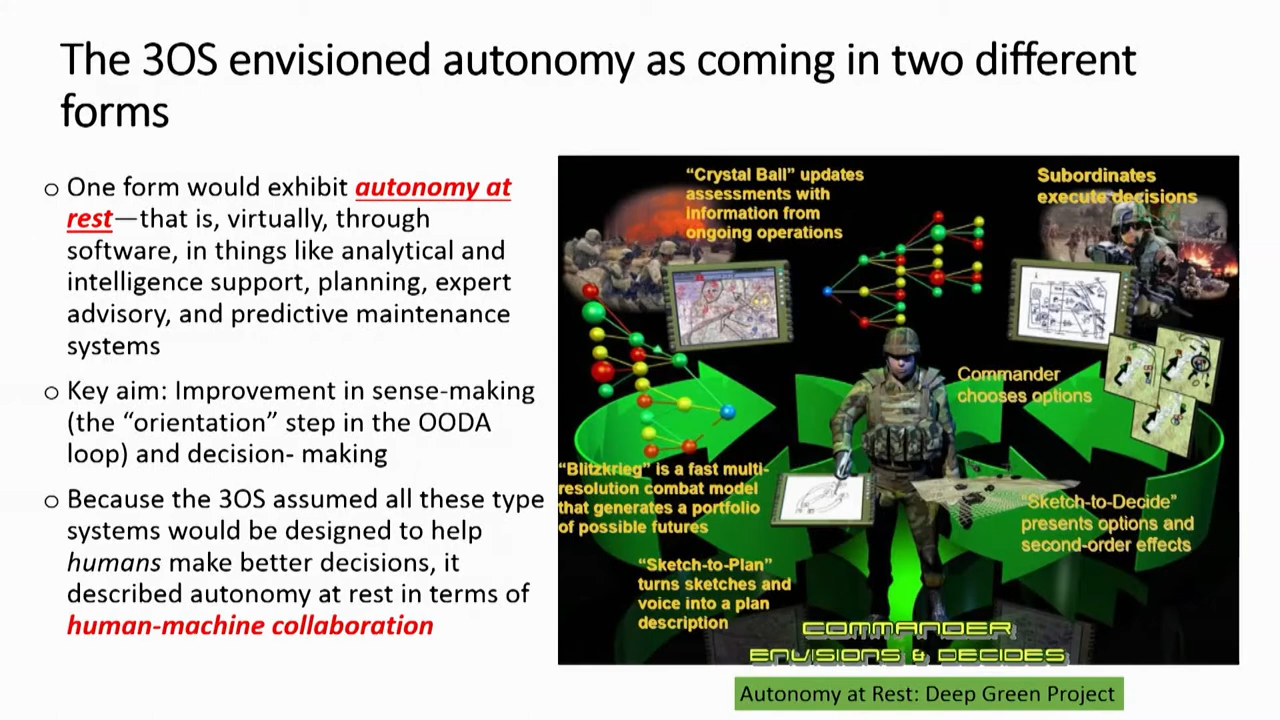 The 3OS envisioned autonomy as coming in two different
forms
o One form would exhibit autonomy at
rest—that is, virtually, through
software, in things like analytical and
intelligence support, planning, expert
advisory, and predictive maintenance
systems
o Key aim: Improvement in sense-making
(the “orientation” step in the OODA
loop) and decision- making
o Because the 3OS assumed all these type
systems would be designed to help
humans make better decisions, it
described autonomy at rest in terms of
human-machine collaboration
“Crystal Ball” updates
assessments with
information from
ongoing operations
Subordinates
execute decisions
Commander
chooses options
“Blitzkrieg” is a fast multi-
resolution combat model
that generates a portfolio
of possible futures
“Sketch-to-Decide”
presents options and
second-order effects
“Sketch-to-Plan”
turns sketches and
voice into a plan
description
COMMANDER
ENVISIONS & DECIDES
Autonomy at Rest: Deep Green Project